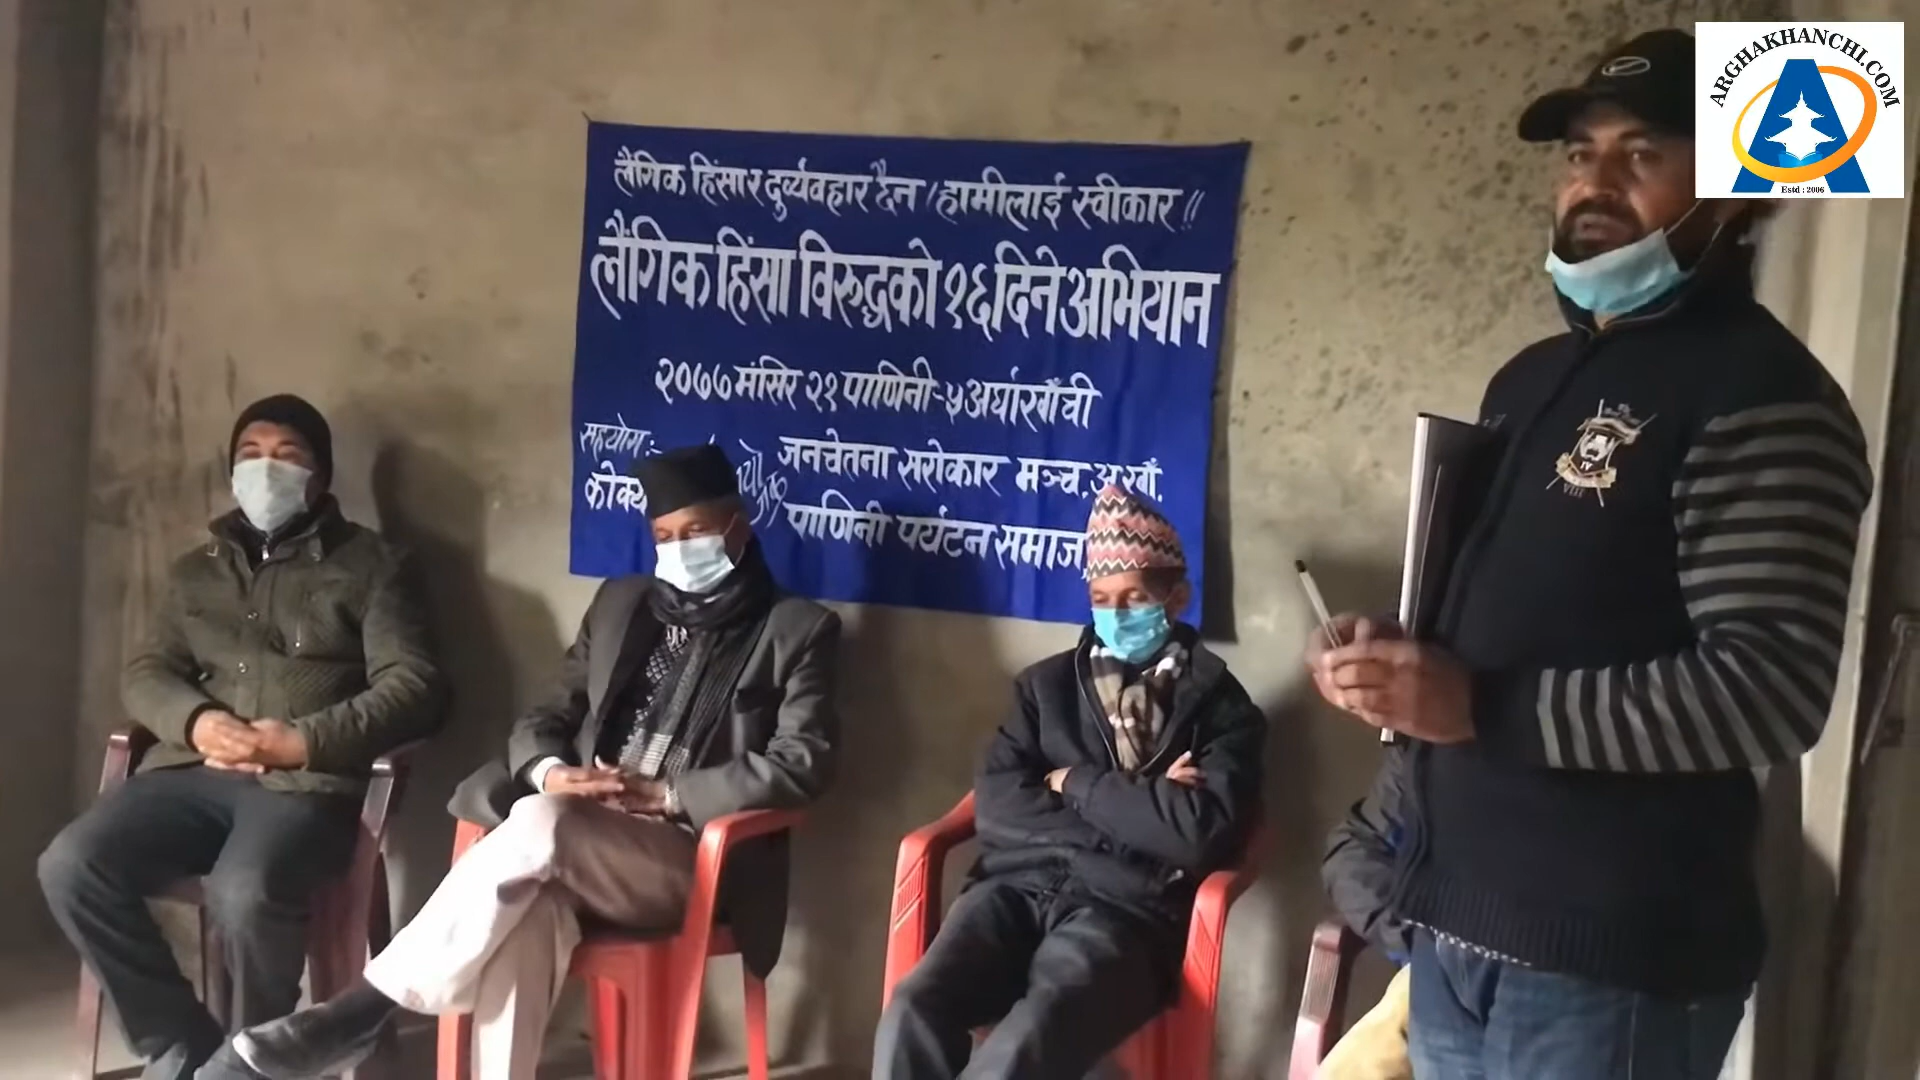 लैगिक हिंसा र दुर्व्यवहार दैन । हामीलाई स्वीकार ।।
लैंगिक हिंसा विरुद्धको १६ दिने अभियान
२०७७ मंसिर २१ पाणिनी-५ अर्घाखाँची
सहयोग:-
जनचेतना सरोकार मञ्च, अ.खाँ.
पाणिनी पर्यटन समाज,
ARGHAKHANCHI.COM
Estd : 2006